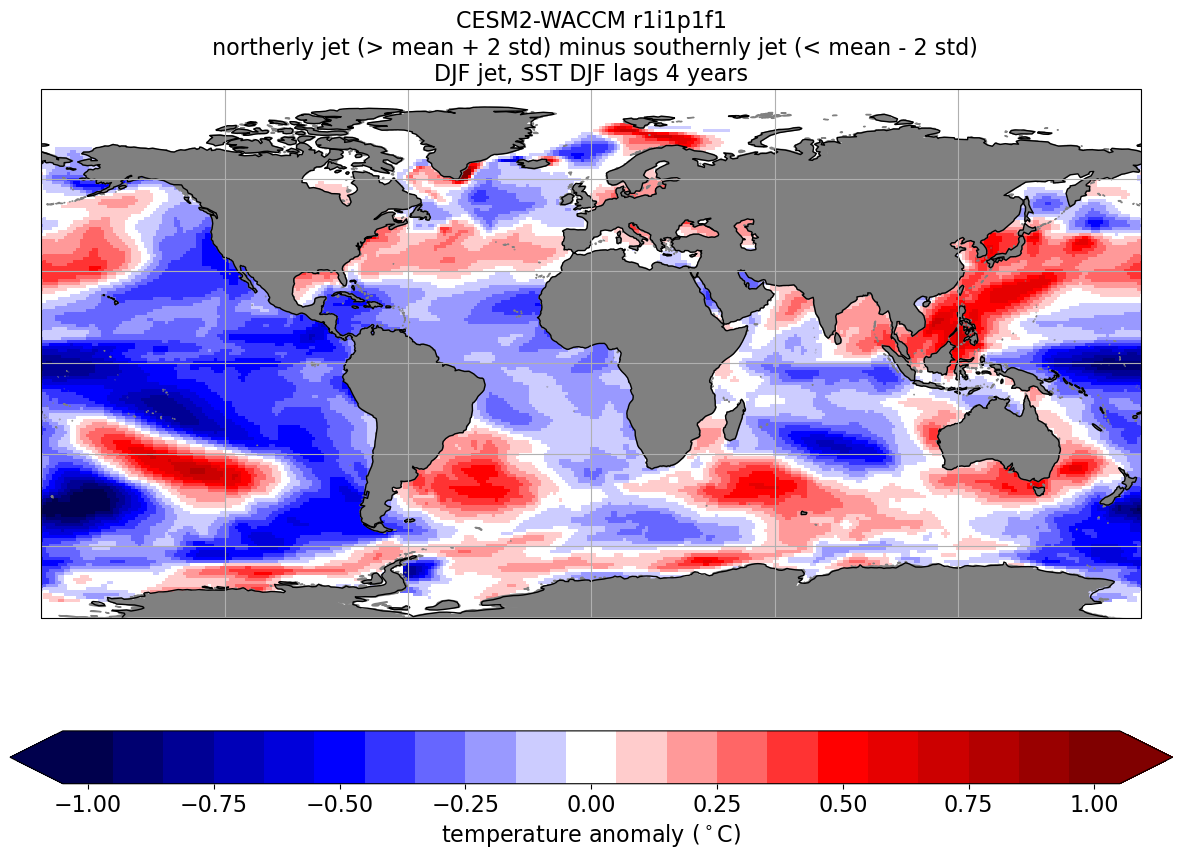 CESM2-WACCM r1i1p1f1
northerly jet (> mean + 2 std) minus southernly jet (< mean - 2 std)
DJF jet, SST DJF lags 4 years
−1.00 −0.75 −0.50 −0.25 0.00 0.25 0.50 0.75 1.00
temperature anomaly (°C)